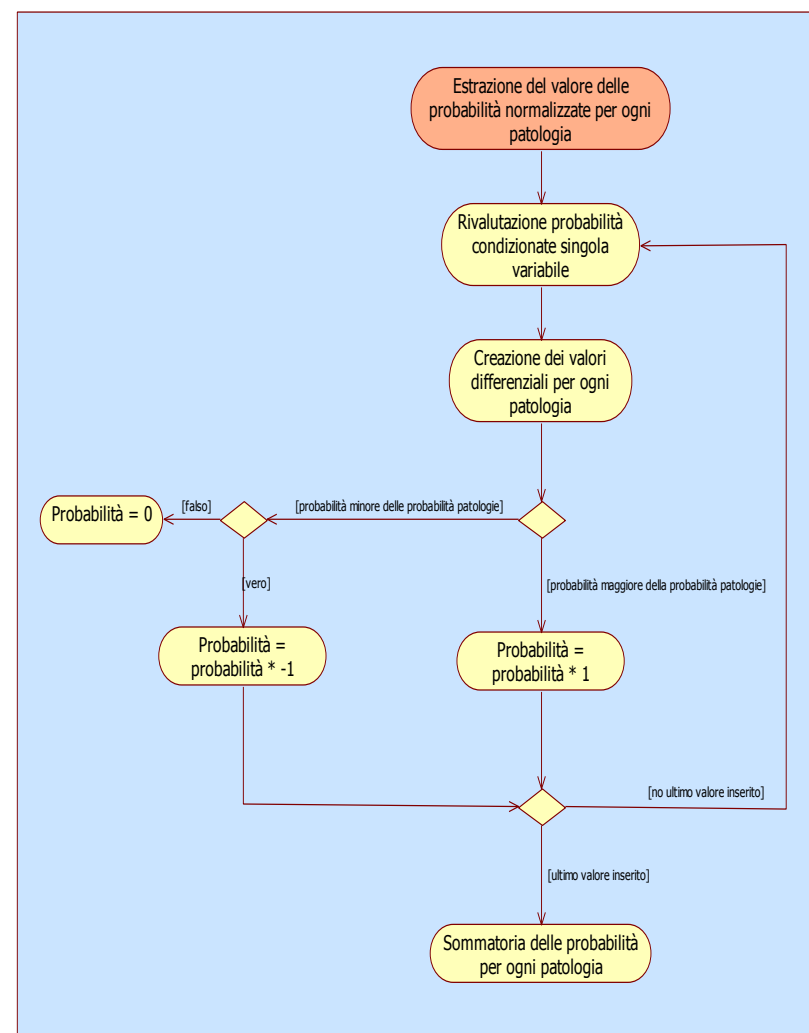 Estrazione del valore delle
probabilità normalizzate per ogni
patologia
Rivalutazione probabilità
condizionate singola
variabile
Creazione dei valori
differenziali per ogni
patologia
Probabilità = 0
[falso]
[probabilità minore delle probabilità patologie]
[vero]
[probabilità maggiore della probabilità patologie]
Probabilità =
probabilità * -1
Probabilità =
probabilità * 1
[no ultimo valore inserito]
[ultimo valore inserito]
Sommatoria delle probabilità
per ogni patologia